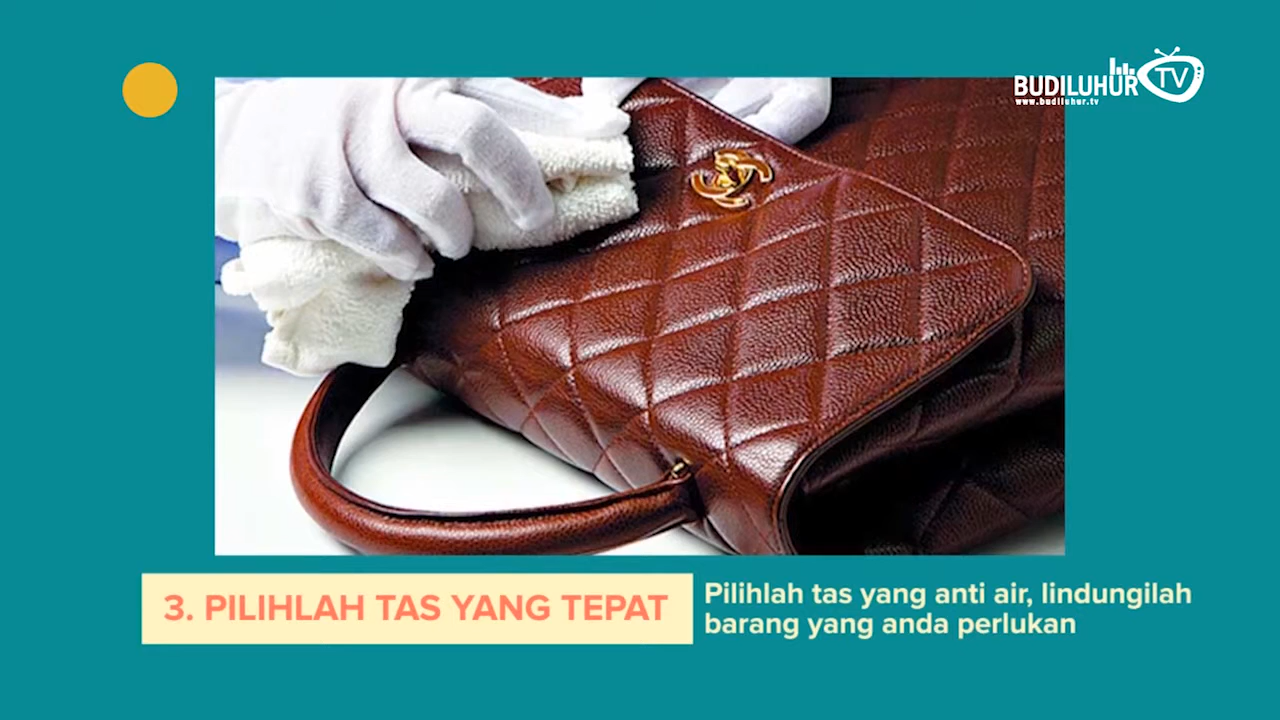 BUDILUHUR TV
www.budiluhur.tv
3. PILIHLAH TAS YANG TEPAT
Pilihlah tas yang anti air, lindungilah
barang yang anda perlukan